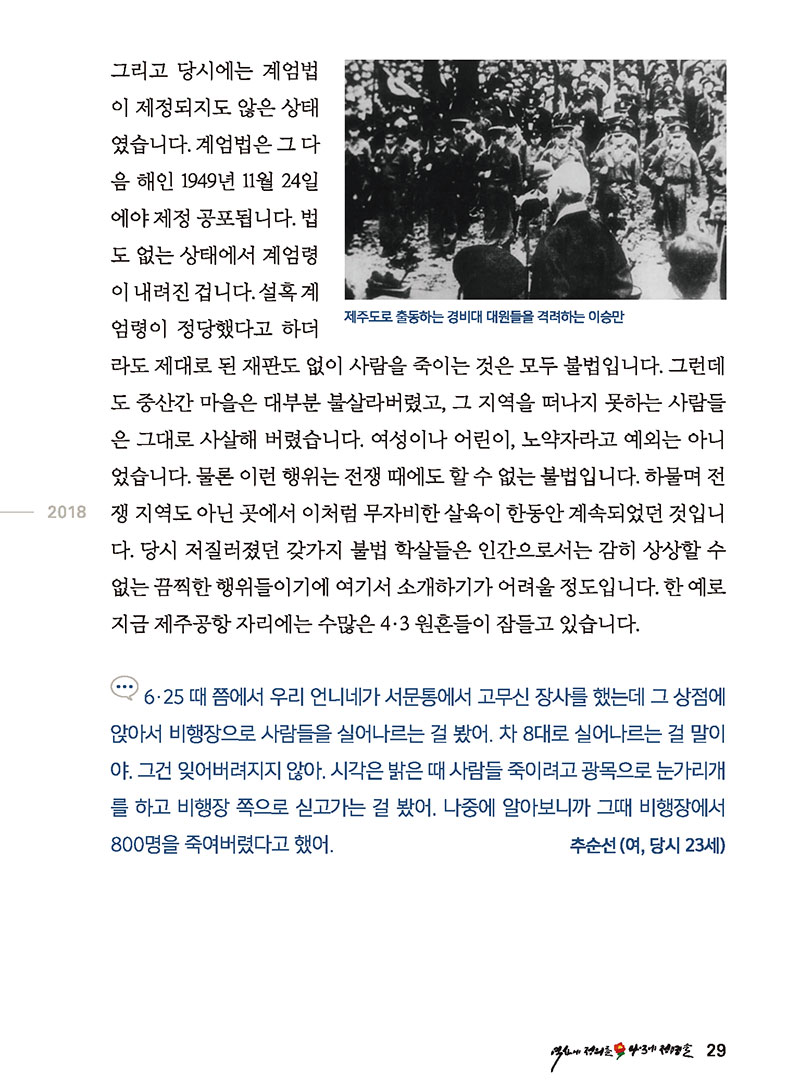 그리고 당시에는 계엄법
이 제정되지도 않은 상태
였습니다. 계엄법은 그 다
음 해인 1949년 11월 24일
에야 제정 공포됩니다. 법
도 없는 상태에서 계엄령
이 내려진 겁니다. 설혹 계
엄령이 정당했다고 하더
제주도로 출동하는 경비대 대원들을 격려하는 이승만
라도 제대로 된 재판도 없이 사람을 죽이는 것은 모두 불법입니다. 그런데
도 중산간 마을은 대부분 불살라버렸고, 그 지역을 떠나지 못하는 사람들
은 그대로 사살해 버렸습니다. 여성이나 어린이, 노약자라고 예외는 아니
었습니다. 물론 이런 행위는 전쟁 때에도 할 수 없는 불법입니다. 하물며 전
2018
쟁 지역도 아닌 곳에서 이처럼 무자비한 살육이 한동안 계속되었던 것입니
다. 당시 저질러졌던 갖가지 불법 학살들은 인간으로서는 감히 상상할 수
없는 끔찍한 행위들이기에 여기서 소개하기가 어려울 정도입니다. 한 예로
지금 제주공항 자리에는 수많은 4·3 원혼들이 잠들고 있습니다.
6·25 때 쯤에서 우리 언니네가 서문통에서 고무신 장사를 했는데 그 상점에
앉아서 비행장으로 사람들을 실어나르는 걸 봤어. 차 8대로 실어나르는 걸 말이
야. 그건 잊어버려지지 않아. 시각은 밝은 때 사람들 죽이려고 광목으로 눈가리개
를 하고 비행장 쪽으로 싣고가는 걸 봤어. 나중에 알아보니까 그때 비행장에서
800명을 죽여버렸다고 했어. 추순선 (여, 당시 23세)
역사에 정의를 4·3에 정명을 29